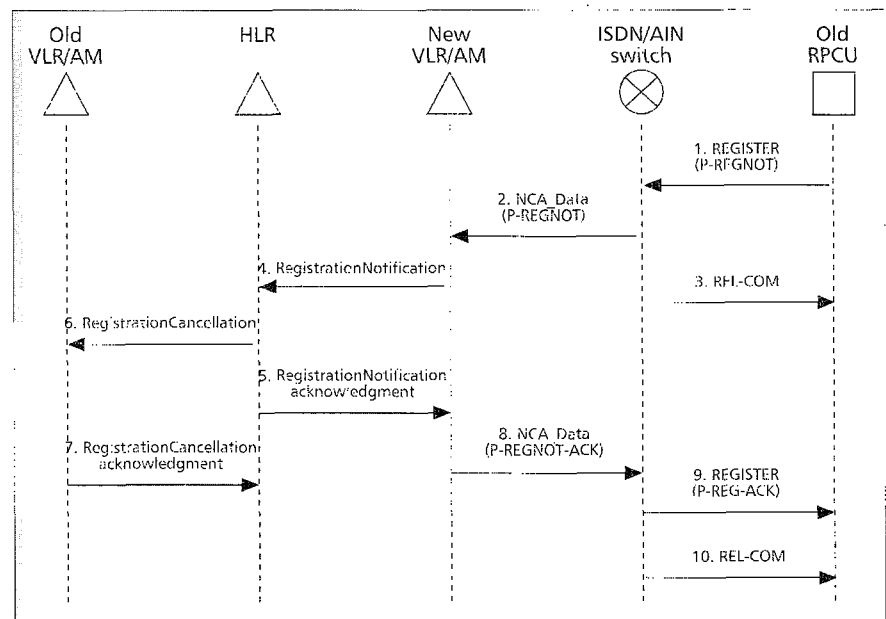 Old
VLR/AM
HLR
New
VLR/AM
ISDN/AIN
switch
Old
RPCU
1. REGISTER
(P-REGNOT)
2. NCA_Data
(P-REGNOT)
4. RegistrationNotification
3. REL-COM
6. RegistrationCancellation
5. RegistrationNotification
acknowledgment
7. RegistrationCancellation
acknowledgment
8. NCA_Data
(P-REGNOT-ACK)
9. REGISTER
(P-REG-ACK)
10. REL-COM